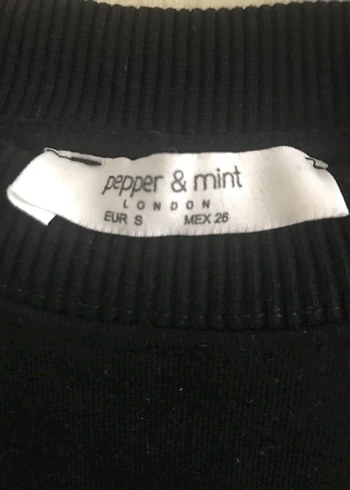 pepper & mint
LONDON
EUR S MEX 26